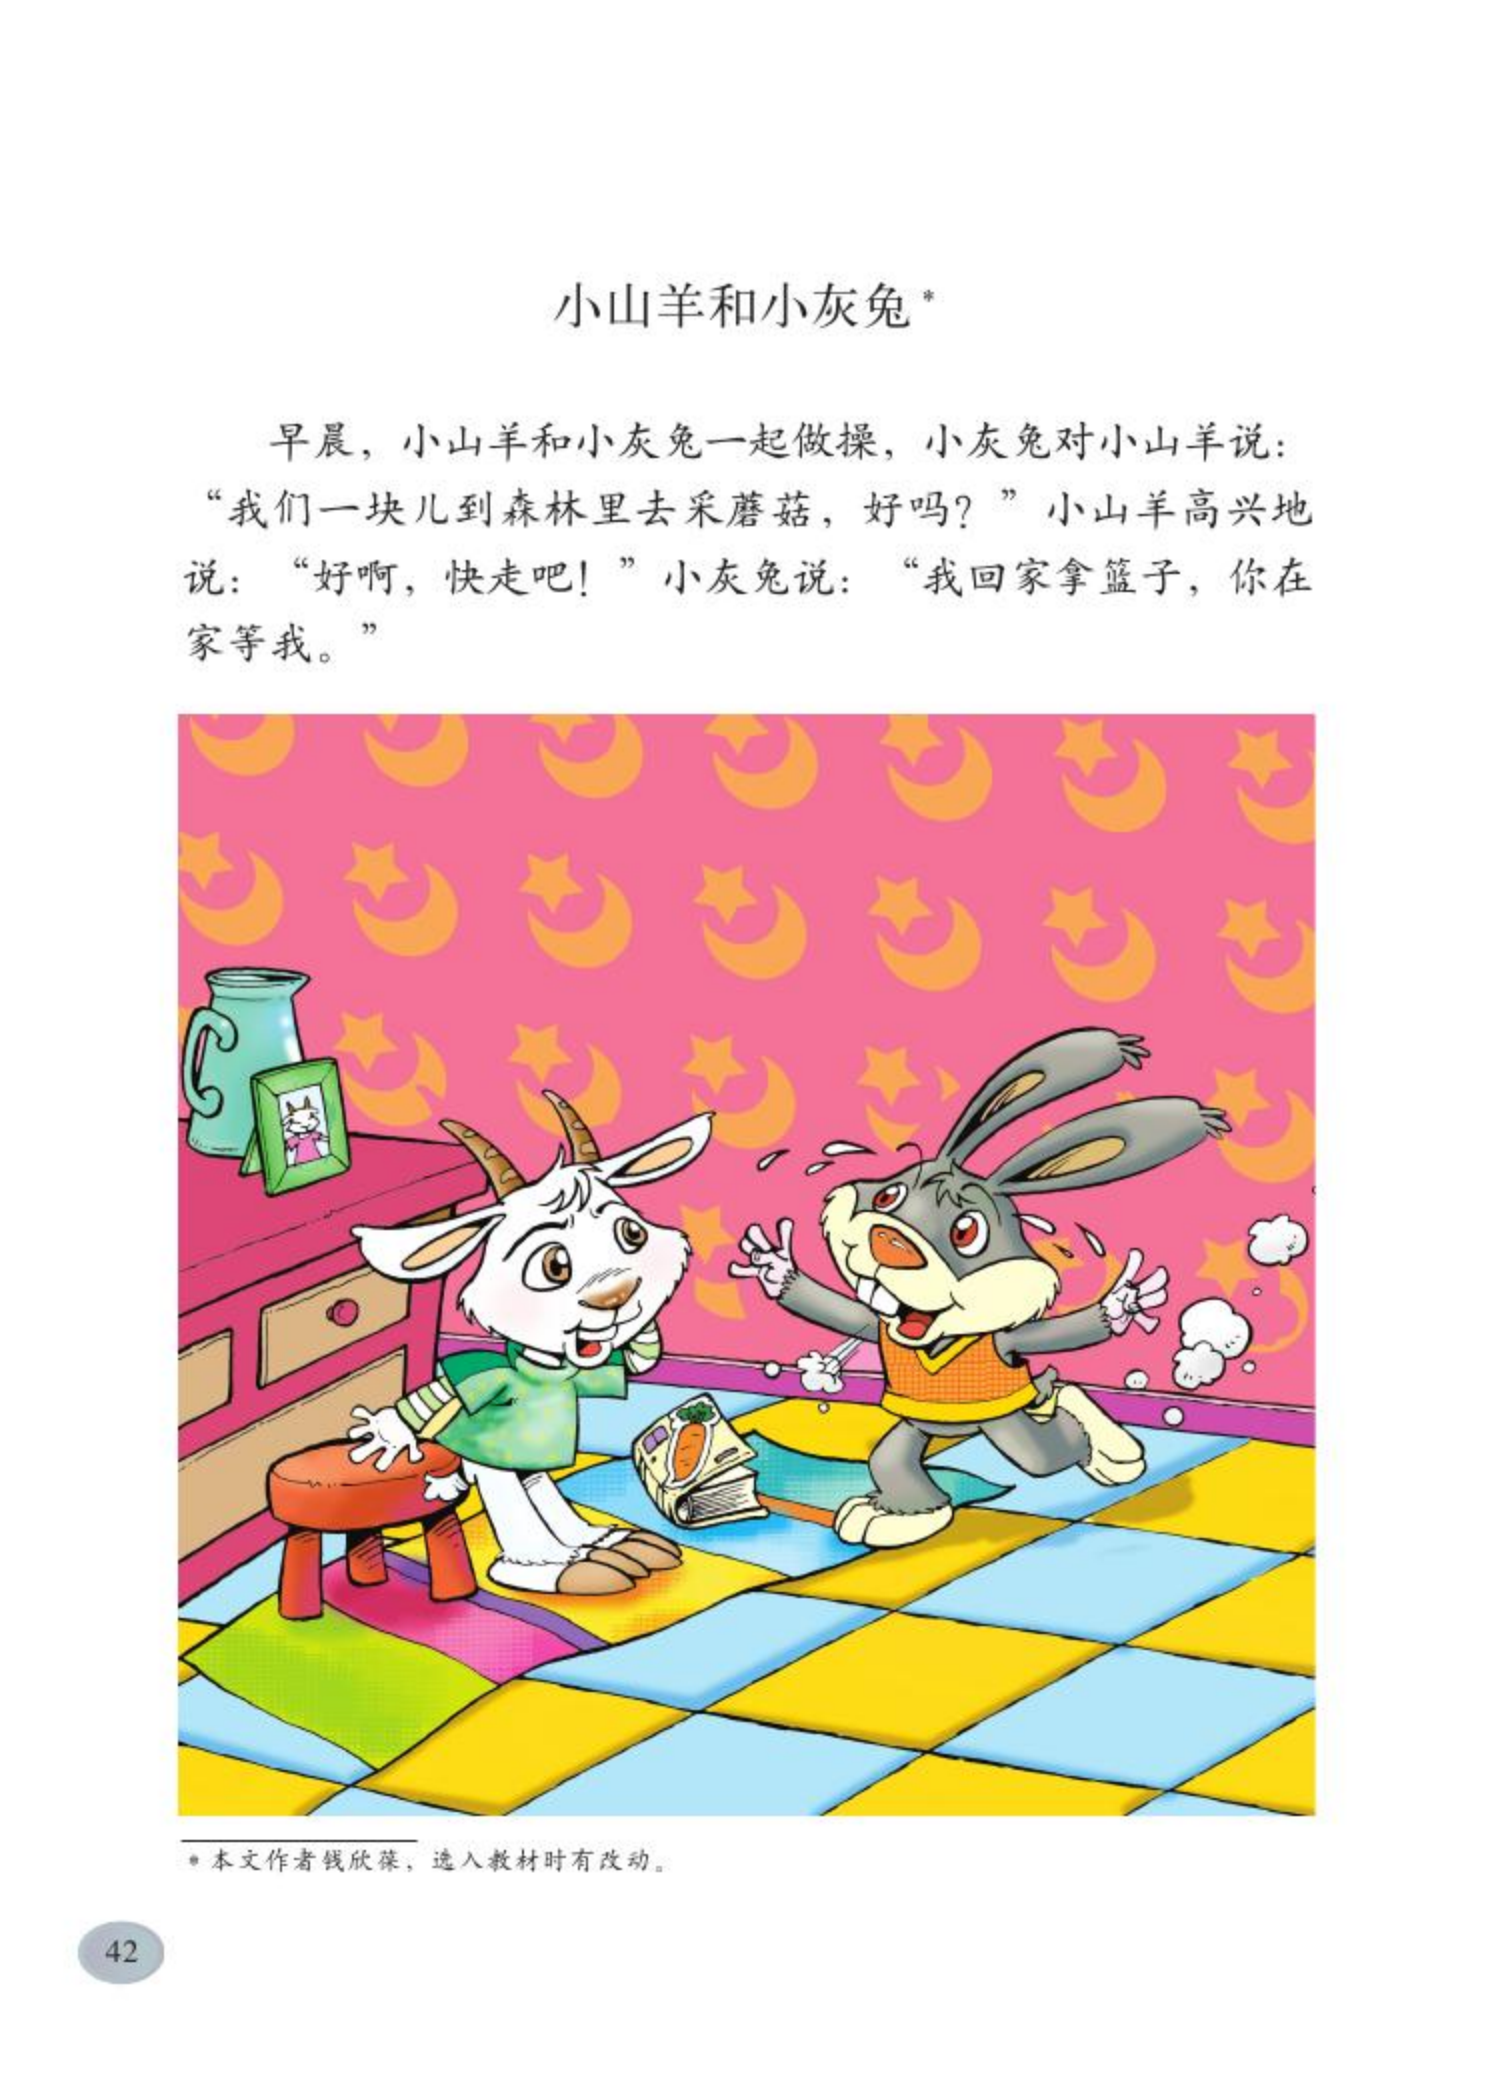 小山羊和小灰兔*
早晨，小山羊和小灰兔一起做操，小灰兔对小山羊说：
“我们一块儿到森林里去采蘑菇，好吗？”小山羊高兴地
说：“好啊，快走吧！”小灰兔说：“我回家拿篮子，你在
家等我。”
* 本文作者钱欣葆，选入教材时有改动。
42